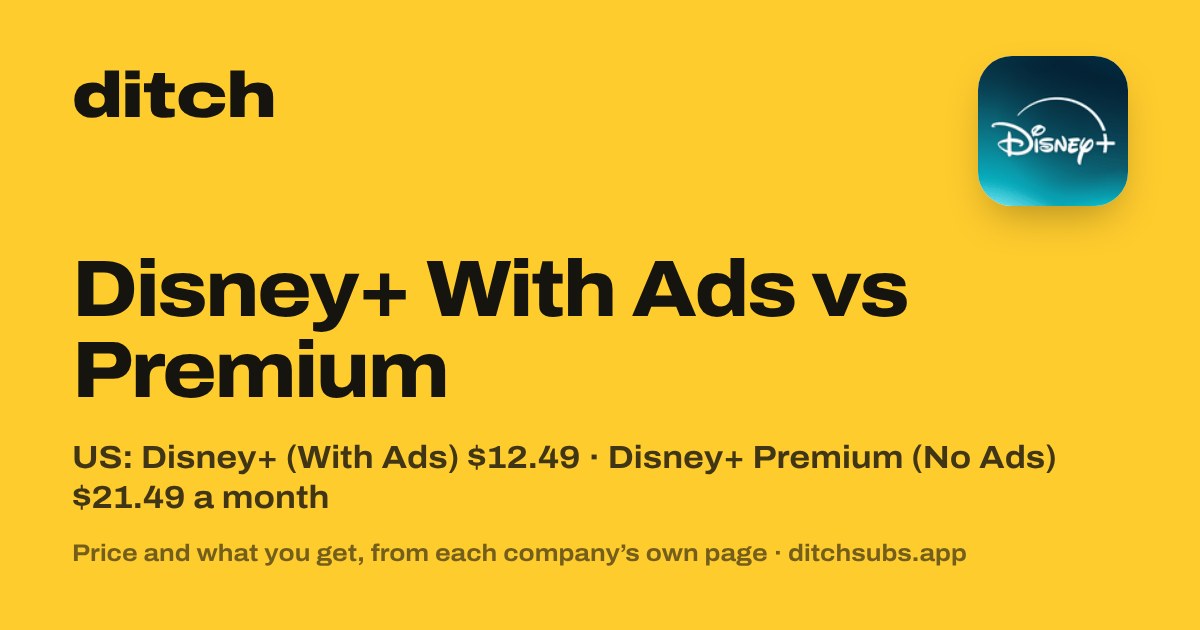 ditch
Disney+
Disney+ With Ads vs
Premium
US: Disney+ (With Ads) $12.49 · Disney+ Premium (No Ads)
$21.49 a month
Price and what you get, from each company’s own page · ditchsubs.app